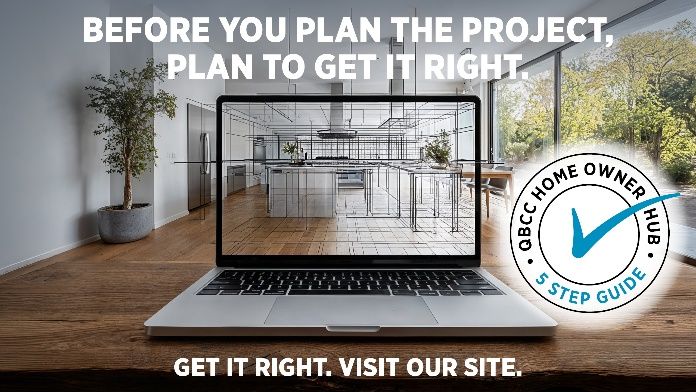 BEFORE YOU PLAN THE PROJECT,
PLAN TO GET IT RIGHT.
QBCC HOME OWNER HUB
5 STEP GUIDE
GET IT RIGHT. VISIT OUR SITE.